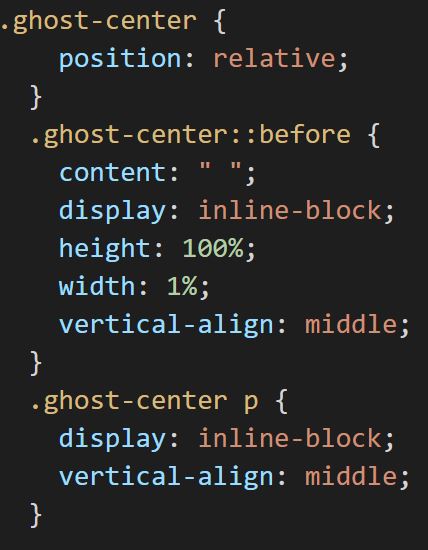 .ghost-center {
position: relative;
}
.ghost-center::before {
content: " ";
display: inline-block;
height: 100%;
width: 1%;
vertical-align: middle;
}
.ghost-center p {
display: inline-block;
vertical-align: middle;
}